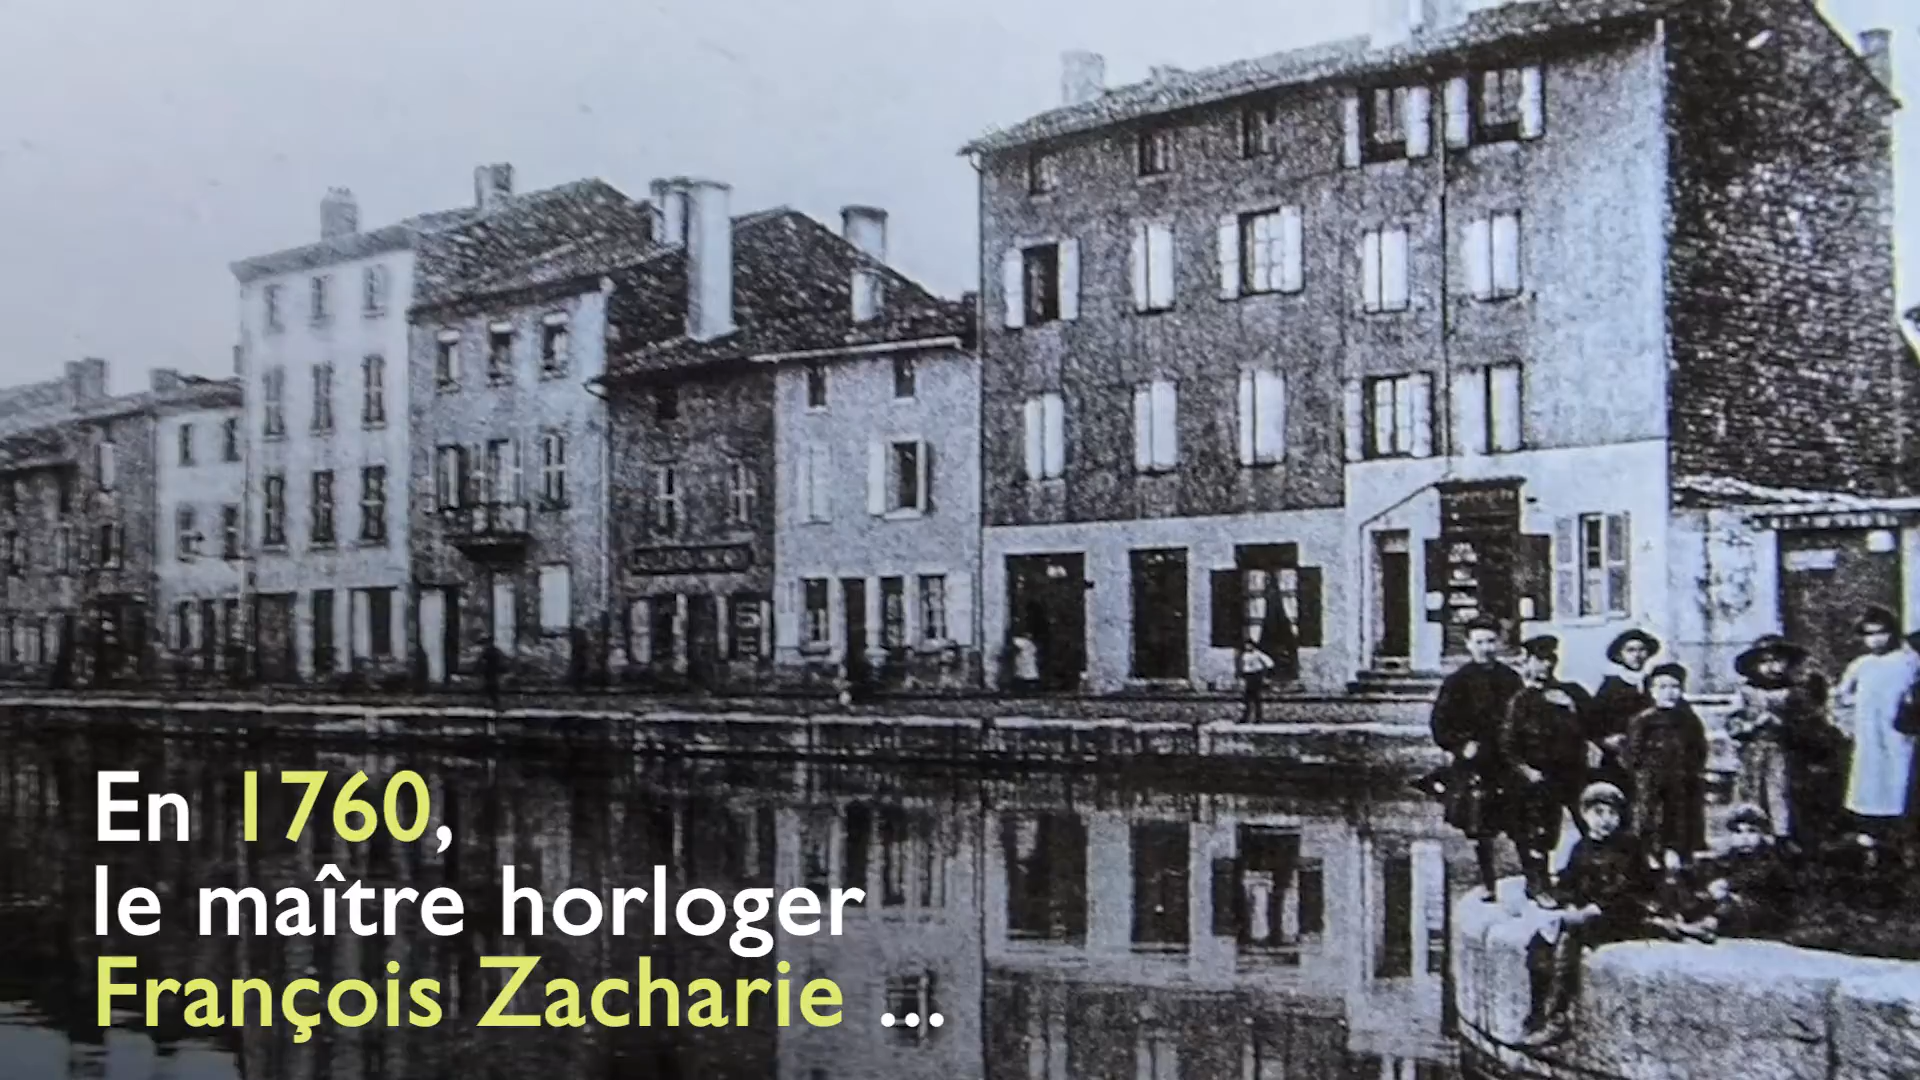 En 1760,
le maître horloger
François Zacharie ...